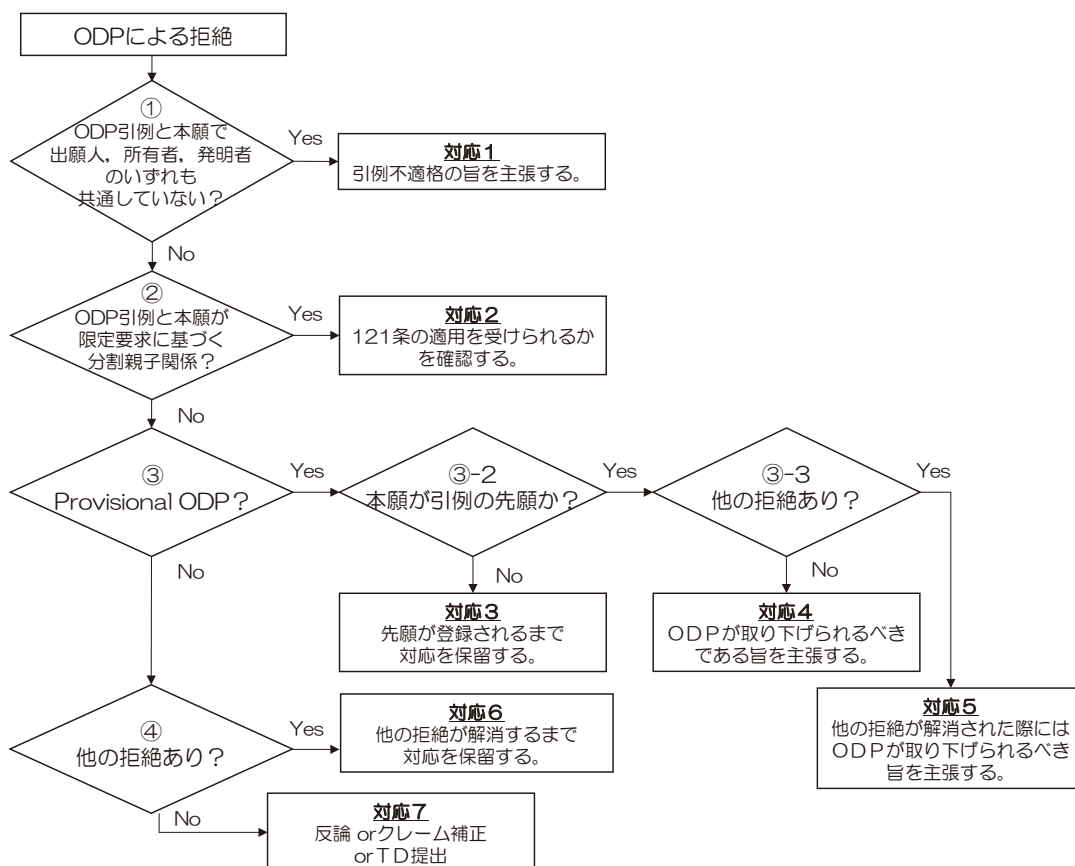 ODPによる拒絶
①
ODP引例と本願で
出願人，所有者，発明者
のいずれも
共通していない？
Yes
対応１
引例不適格の旨を主張する。
No
②
ODP引例と本願が
限定要求に基づく
分割親子関係？
Yes
対応２
121条の適用を受けられるか
を確認する。
No
③
Provisional ODP？
Yes
③-2
本願が引例の先願か？
Yes
③-3
他の拒絶あり？
Yes
No
No
No
対応３
先願が登録されるまで
対応を保留する。
対応４
ＯＤＰが取り下げられるべき
である旨を主張する。
対応５
他の拒絶が解消された際には
ＯＤＰが取り下げられるべき
旨を主張する。
④
他の拒絶あり？
Yes
対応６
他の拒絶が解消するまで
対応を保留する。
No
対応７
反論 orクレーム補正
orＴＤ提出